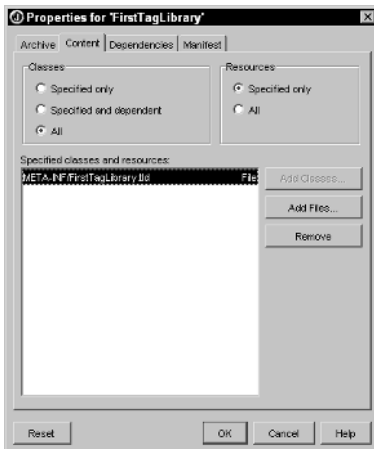 Properties for 'FirstTagLibrary'
Archive Content Dependencies Manifest
Classes Resources
Specified only Specified only
Specified and dependent All
All
Specified classes and resources:
META-INF/FirstTagLibrary.tld File: Add Classes...
Add Files...
Remove
Reset OK Cancel Help